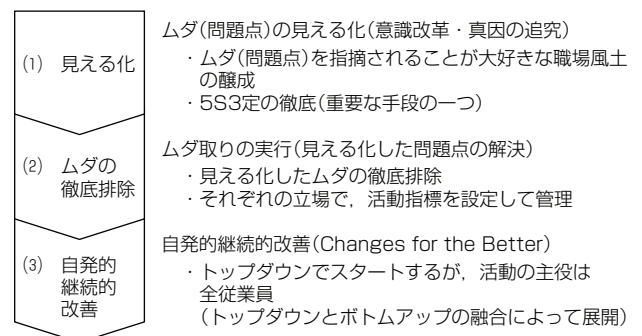 (1) 見える化
ムダ(問題点)の見える化(意識改革・真因の追究)
・ムダ(問題点)を指摘されることが大好きな職場風土
の醸成
・5S3定の徹底(重要な手段の一つ)
(2) ムダの
徹底排除
ムダ取りの実行(見える化した問題点の解決)
・見える化したムダの徹底排除
・それぞれの立場で，活動指標を設定して管理
(3) 自発的
継続的
改善
自発的継続的改善(Changes for the Better)
・トップダウンでスタートするが，活動の主役は
全従業員
(トップダウンとボトムアップの融合によって展開)